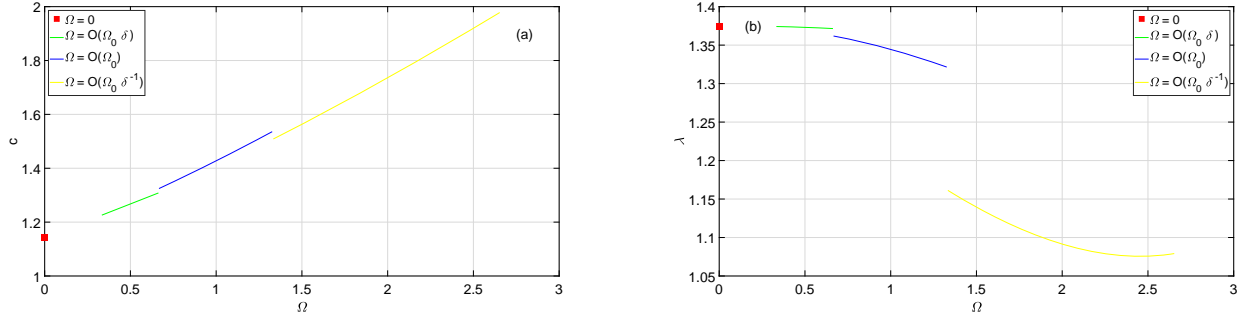 2
1.8
1.6
1.4
1.2
1
c
0 0.5 1 1.5 2 2.5 3
Ω
(a)
Ω = 0
Ω = O(Ω₀ δ)
Ω = O(Ω₀)
Ω = O(Ω₀ δ⁻¹)
1.4
1.35
1.3
1.25
1.2
1.15
1.1
1.05
λ
0 0.5 1 1.5 2 2.5 3
Ω
(b)
Ω = 0
Ω = O(Ω₀ δ)
Ω = O(Ω₀)
Ω = O(Ω₀ δ⁻¹)